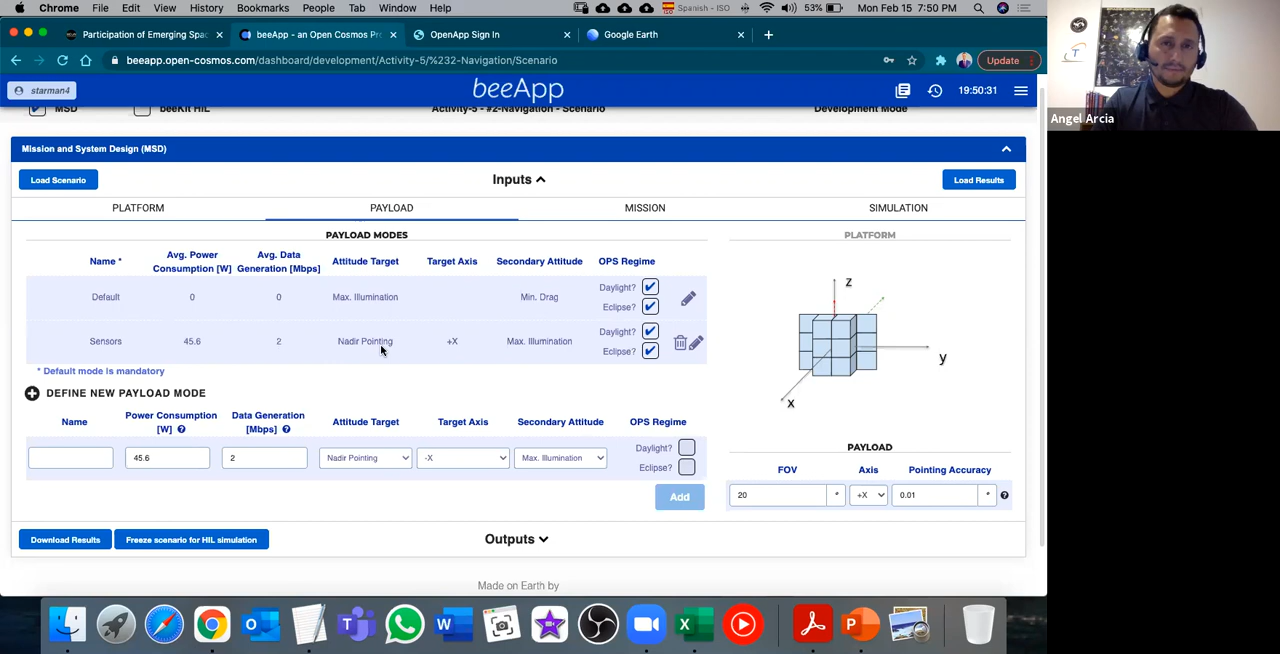 Chrome File Edit View History Bookmarks People Tab Window Help Spanish - ISO 53% Mon Feb 15 7:50 PM
Participation of Emerging Spac × beeApp - an Open Cosmos Pro × OpenApp Sign In × Google Earth × +
beeapp.open-cosmos.com/dashboard/development/Activity-5/%232-Navigation/Scenario Update
starman4 beeApp 19:50:31
MSD beeKit HIL Activity-5 - #2-Navigation - Scenario Development Mode
Mission and System Design (MSD)
Load Scenario Inputs Load Results
PLATFORM PAYLOAD MISSION SIMULATION
PAYLOAD MODES
Name * Avg. Power Consumption [W] Avg. Data Generation [Mbps] Attitude Target Target Axis Secondary Attitude OPS Regime
Default 0 0 Max. Illumination Min. Drag Daylight? Eclipse?
Sensors 45.6 2 Nadir Pointing +X Max. Illumination Daylight? Eclipse?
* Default mode is mandatory
DEFINE NEW PAYLOAD MODE
Name Power Consumption [W] Data Generation [Mbps] Attitude Target Target Axis Secondary Attitude OPS Regime
45.6 2 Nadir Pointing -X Max. Illumination Daylight? Eclipse?
Add
PLATFORM
z
y
x
PAYLOAD
FOV Axis Pointing Accuracy
20 ° +X 0.01 °
Download Results Freeze scenario for HIL simulation Outputs
Made on Earth by
Angel Arcia